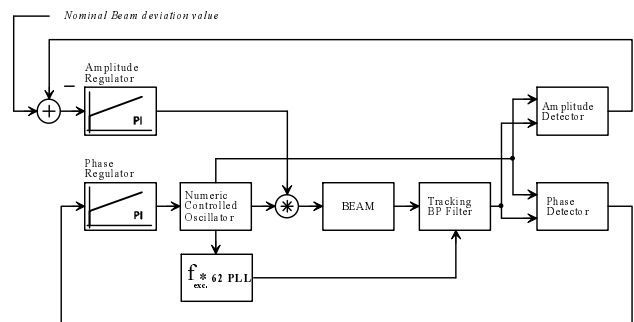 Nominal Beam deviation value
Amplitude
Regulator
PI
Amplitude
Detector
Phase
Regulator
PI
Numeric
Controlled
Oscillator
BEAM
Tracking
BP Filter
Phase
Detector
f exc. * 62 PLL